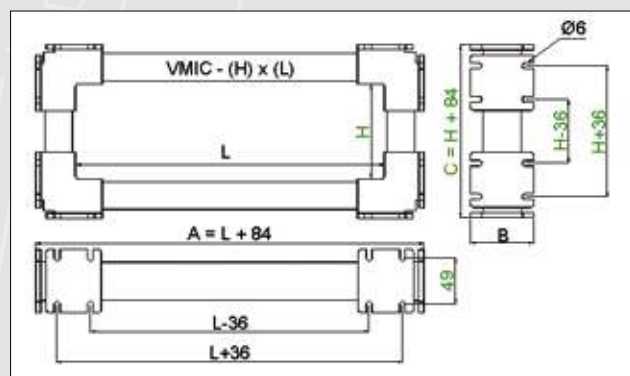 Ø6
VMIC - (H) x (L)
L
H
C = H + 84
H-36
H+36
A = L + 84
B
49
L-36
L+36